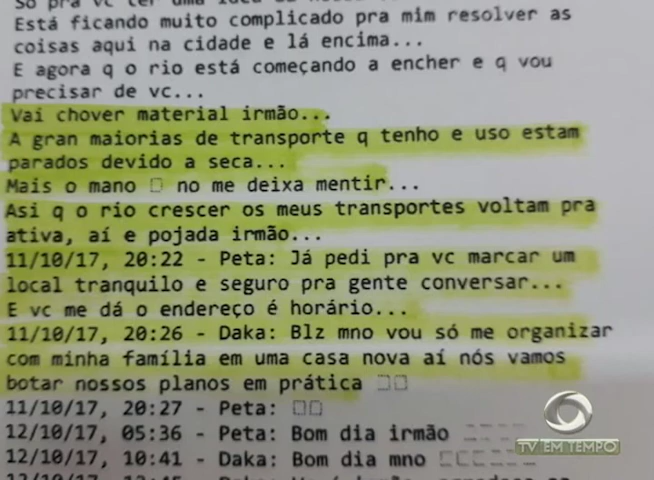 Só pra vc ter uma
Está ficando muito complicado pra mim resolver as
coisas aqui na cidade e lá encima...
E agora q o rio está começando a encher e q vou
precisar de vc...
Vai chover material irmão...
A gran maiorias de transporte q tenho e uso estam
parados devido a seca...
Mais o mano □ no me deixa mentir...
Asi q o rio crescer os meus transportes voltam pra
ativa, aí e pojada irmão...
11/10/17, 20:22 - Peta: Já pedi pra vc marcar um
local tranquilo e seguro pra gente conversar...
E vc me dá o endereço é horário...
11/10/17, 20:26 - Daka: Blz mno vou só me organizar
com minha família em uma casa nova aí nós vamos
botar nossos planos em prática □□
11/10/17, 20:27 - Peta: □□
12/10/17, 05:36 - Peta: Bom dia irmão □□□□
12/10/17, 10:41 - Daka: Bom dia mno □□□□□□
TV EM TEMPO